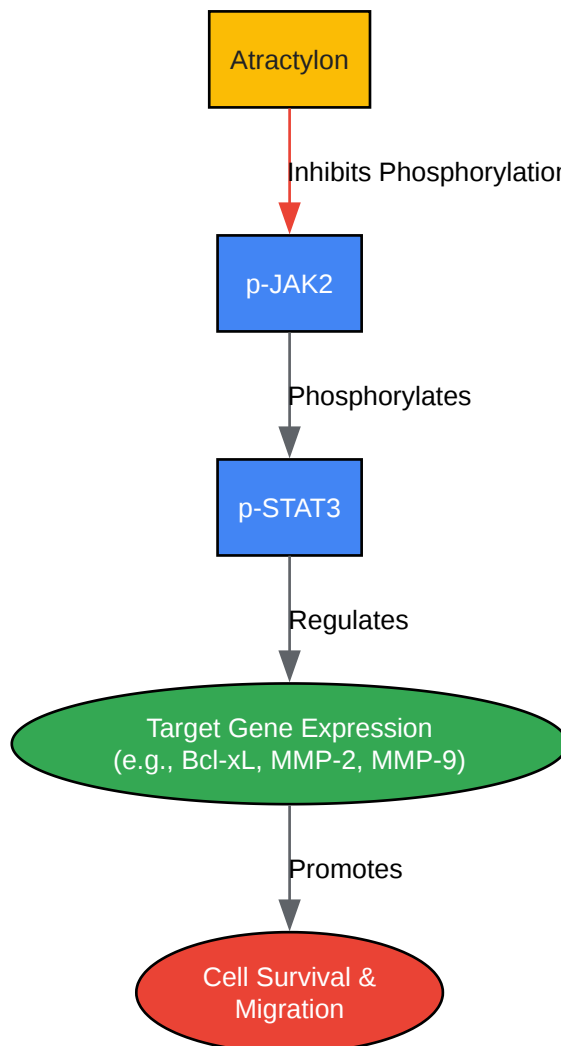 Atractylon
Inhibits Phosphorylation
p-JAK2
Phosphorylates
p-STAT3
Regulates
Target Gene Expression
(e.g., Bcl-xL, MMP-2, MMP-9)
Promotes
Cell Survival &
Migration